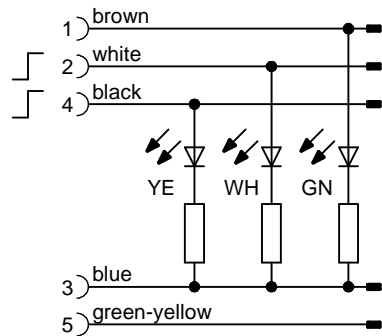 1 brown
2 white
4 black
YE WH GN
3 blue
5 green-yellow